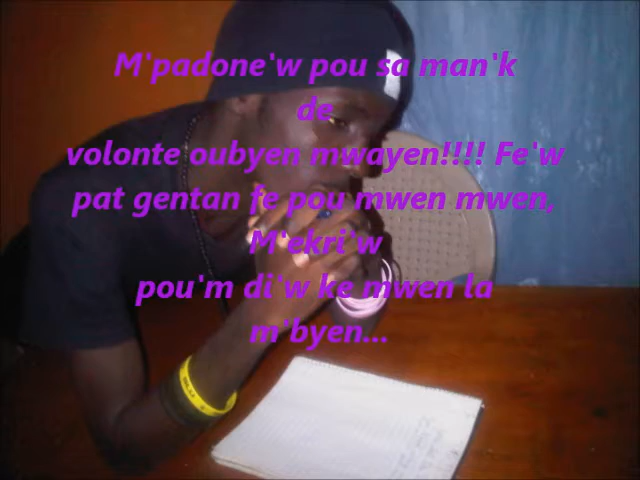 M'padone'w pou sa man'k
de
volonte oubyen mwayen!!!! Fe'w
pat gentan fe pou mwen mwen,
M'ekri'w
pou'm di'w ke mwen la
m'byen...